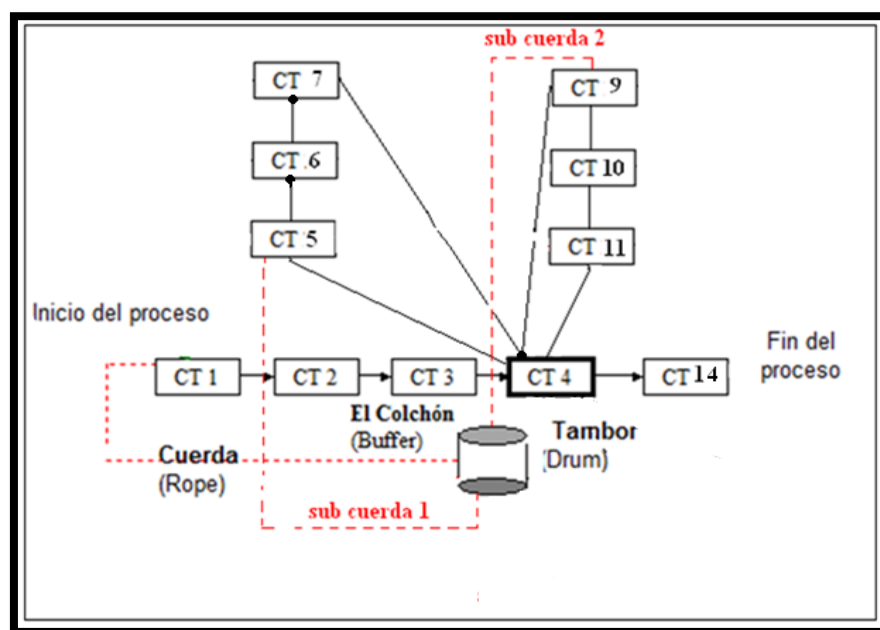 sub cuerda 2
CT 7
CT 9
CT 6
CT 10
CT 5
CT 11
Inicio del proceso
Fin del
proceso
CT 1
CT 2
CT 3
CT 4
CT 14
El Colchón
(Buffer)
Tambor
(Drum)
Cuerda
(Rope)
sub cuerda 1